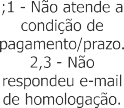 ;1 - Não atende a
condição de
pagamento/prazo.
2,3 - Não
respondeu e-mail
de homologação.